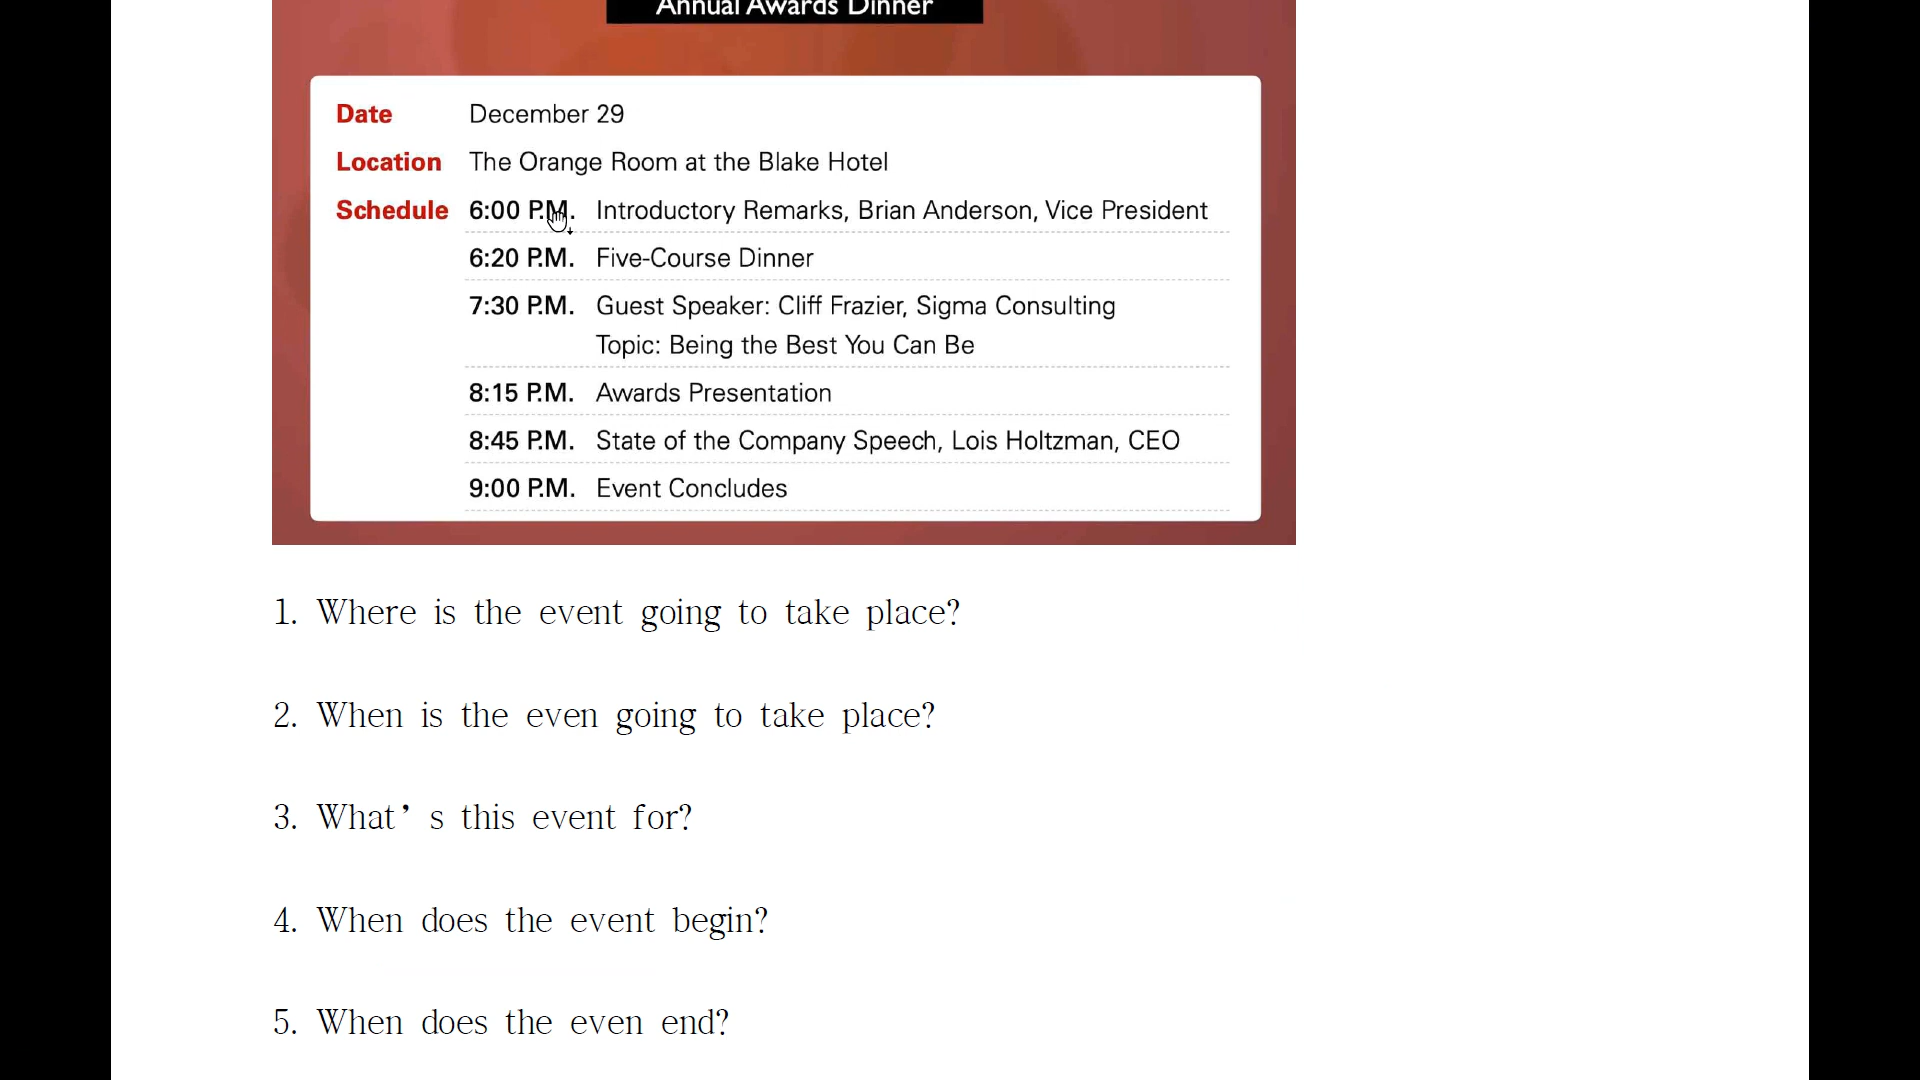 Annual Awards Dinner
Date December 29
Location The Orange Room at the Blake Hotel
Schedule 6:00 P.M. Introductory Remarks, Brian Anderson, Vice President
6:20 P.M. Five-Course Dinner
7:30 P.M. Guest Speaker: Cliff Frazier, Sigma Consulting
Topic: Being the Best You Can Be
8:15 P.M. Awards Presentation
8:45 P.M. State of the Company Speech, Lois Holtzman, CEO
9:00 P.M. Event Concludes
1. Where is the event going to take place?
2. When is the even going to take place?
3. What’s this event for?
4. When does the event begin?
5. When does the even end?